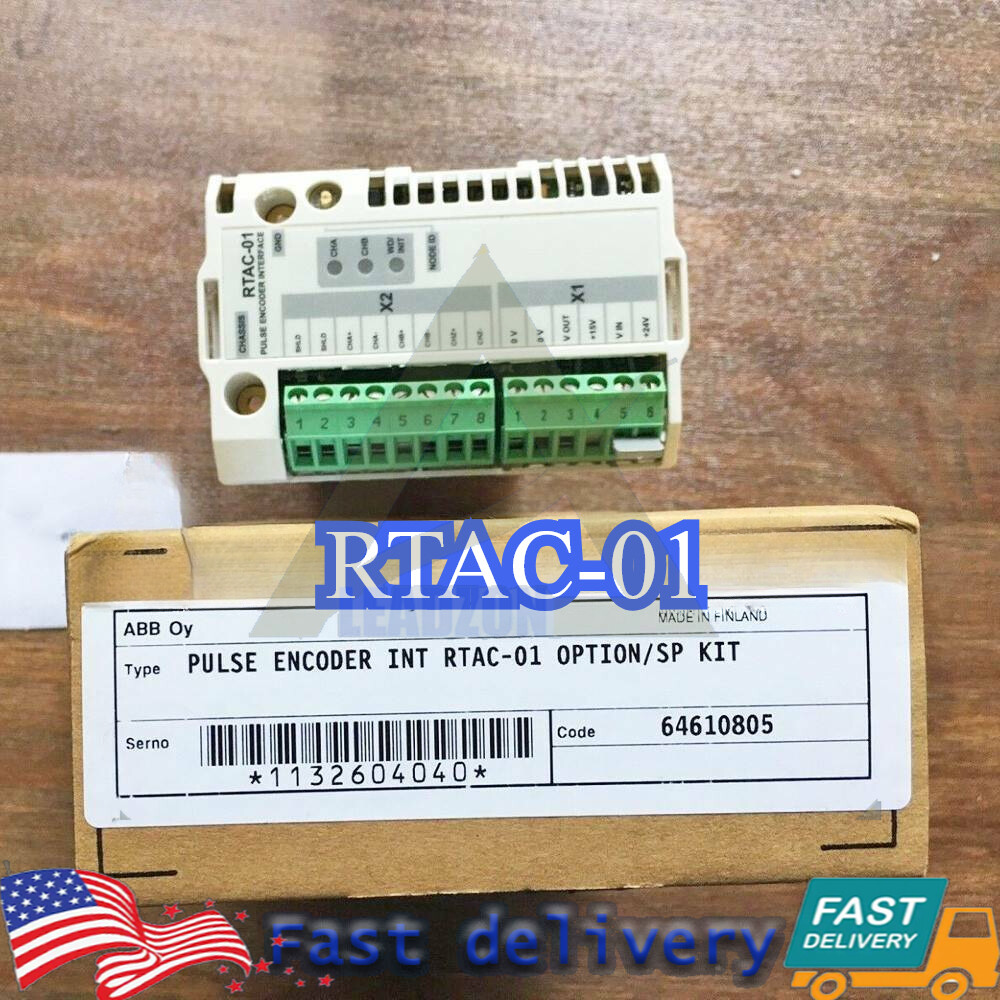 FAST
DELIVERY
RTAC-01
PULSE ENCODER INTERFACE
CHASSIS
GND
CHA
CHB
WD/
INIT
NODE ID
X2
X1
SHLD
SHLD
CHA+
CHA-
CHB+
CHB-
CHZ+
CHZ-
0 V
0 V
V OUT
+15V
V IN
+24V
1 2 3 4 5 6 7 8
1 2 3 4 5 6
RTAC-01
LEADZON
ABB Oy
MADE IN FINLAND
Type PULSE ENCODER INT RTAC-01 OPTION/SP KIT
Serno
*1132604040*
Code 64610805
Fast delivery
FAST
DELIVERY